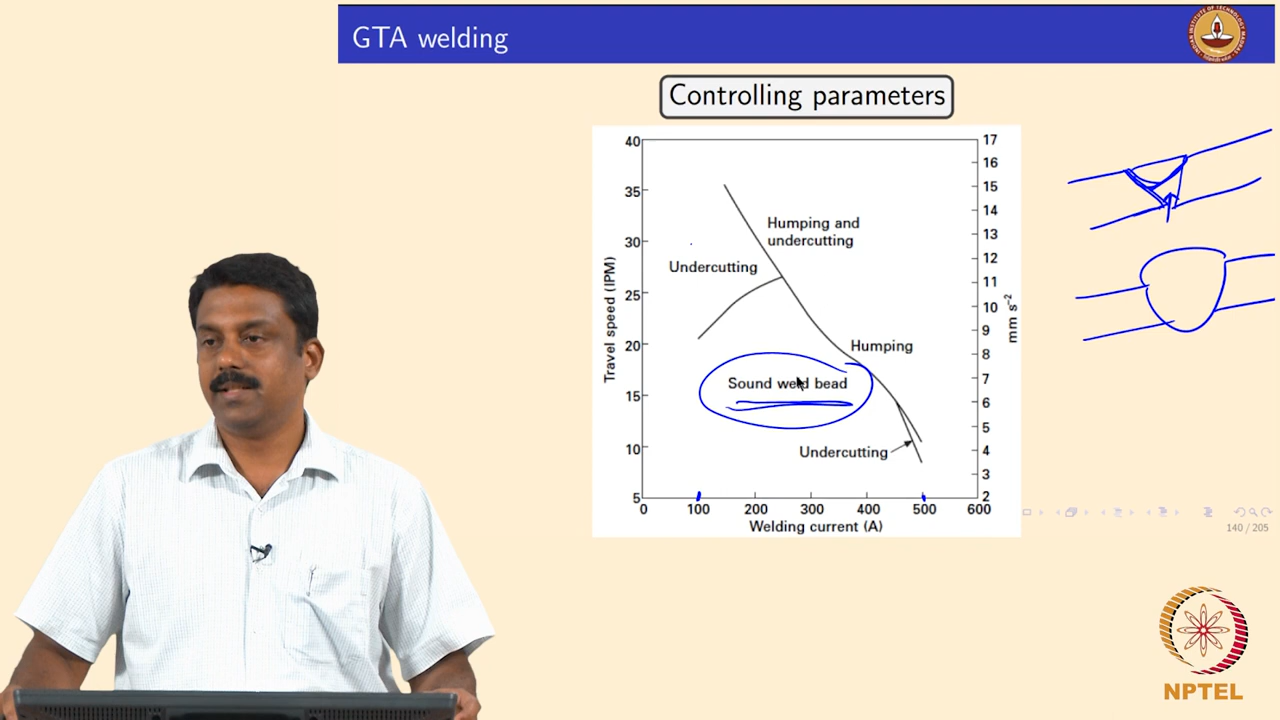 GTA welding
Controlling parameters
40
35
30
25
20
15
10
5
Travel speed (IPM)
17
16
15
14
13
12
11
10
9
8
7
6
5
4
3
2
mm s⁻²
Humping and
undercutting
Undercutting
Humping
Sound weld bead
Undercutting
0
100
200
300
400
500
600
Welding current (A)
140 / 205
NPTEL